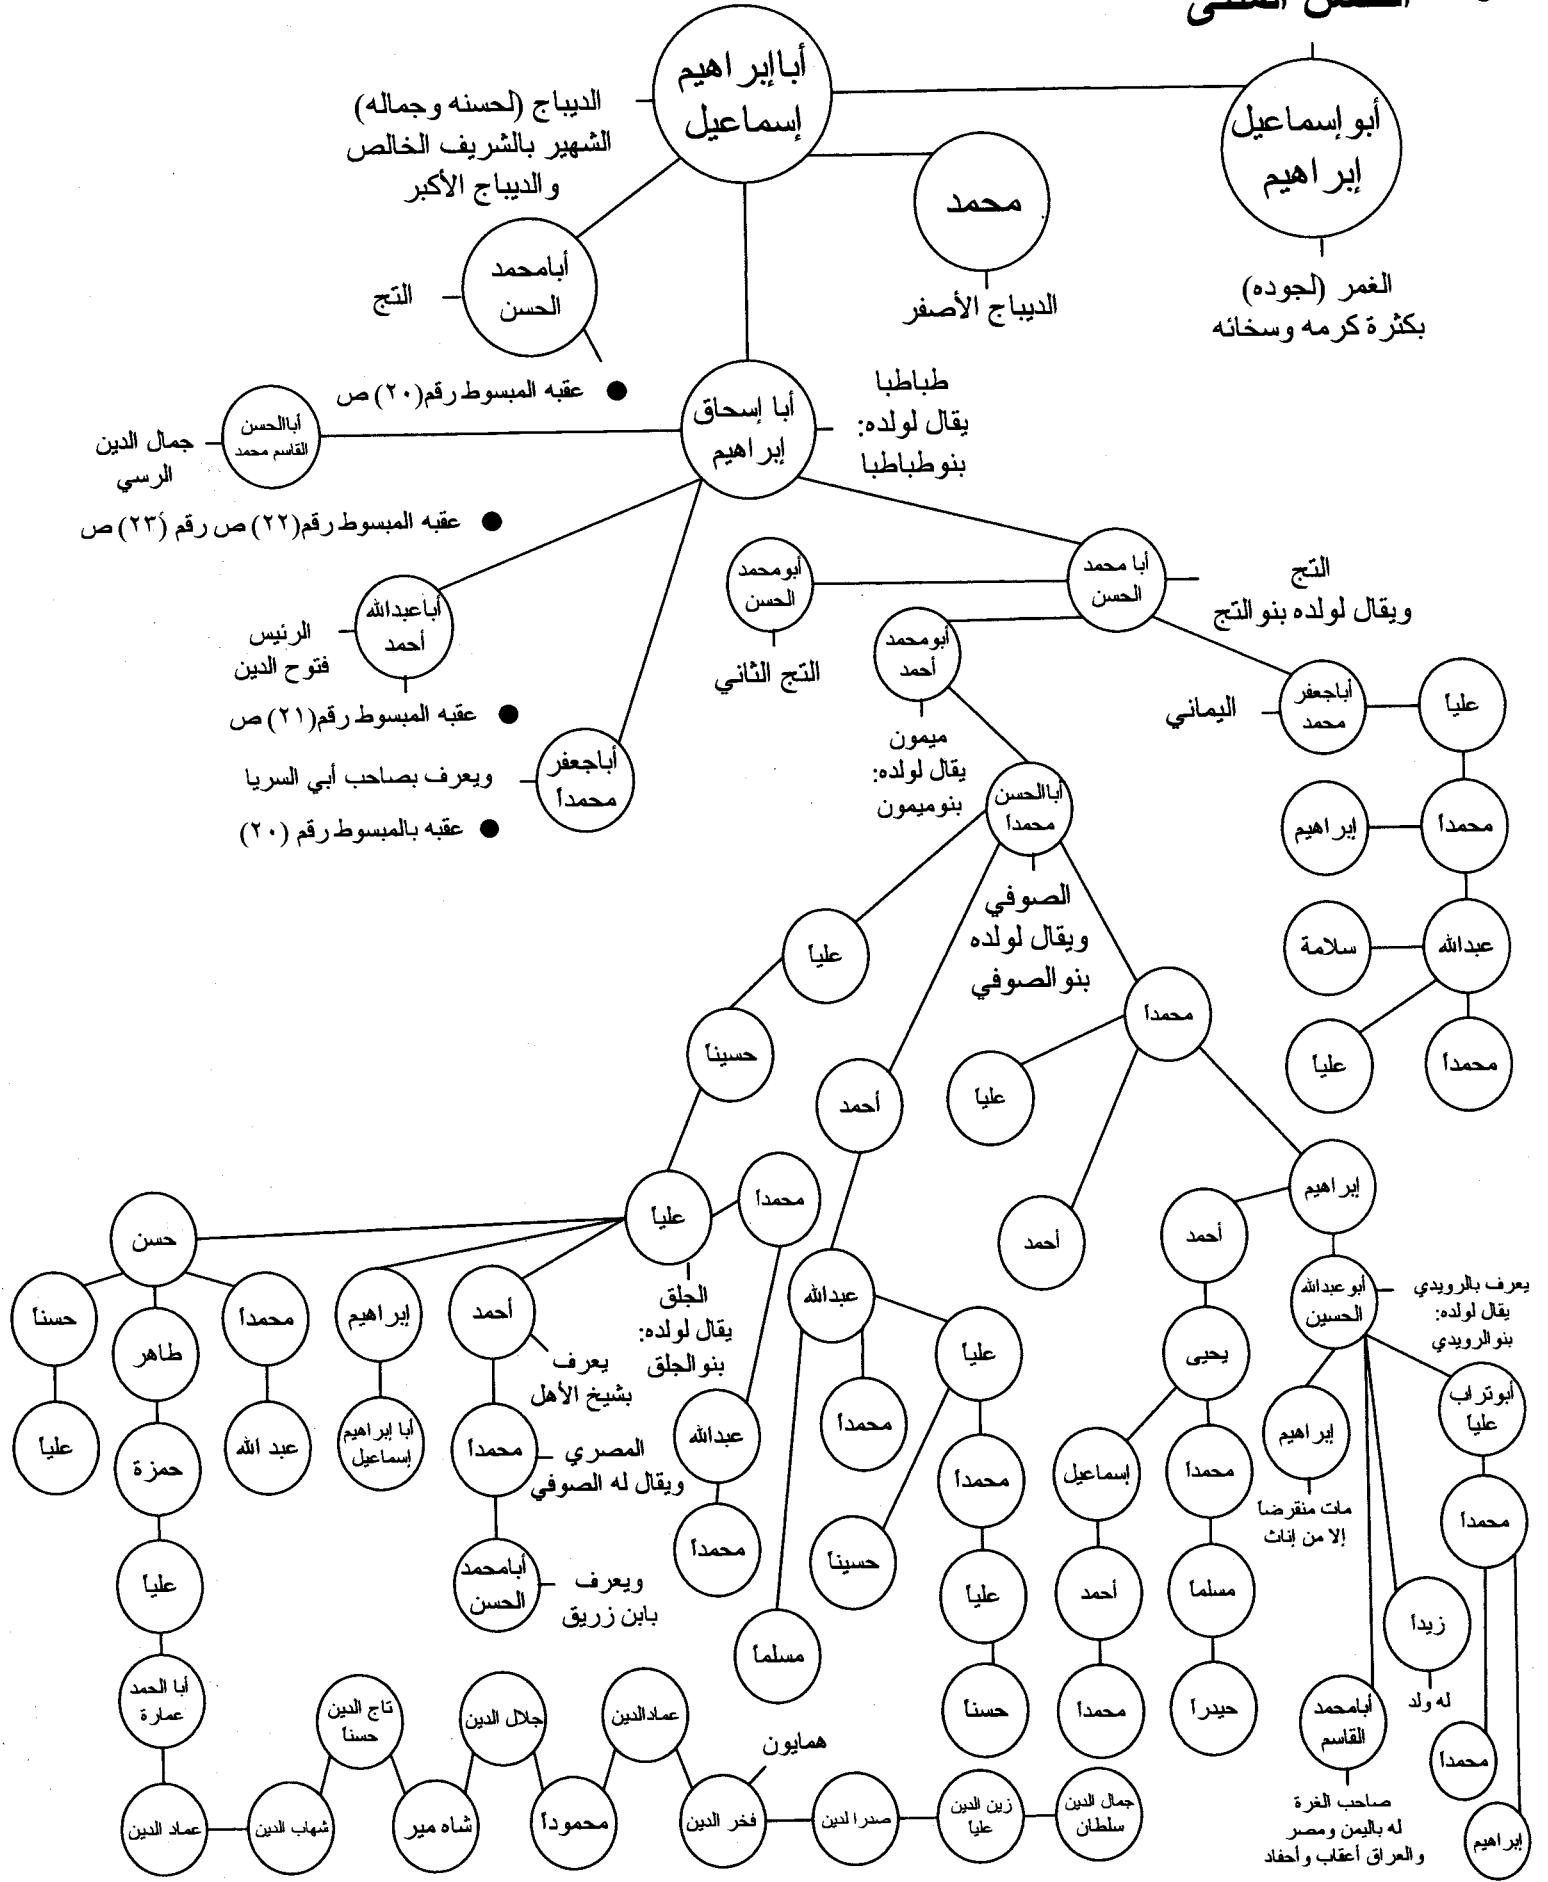 المثنى
أبو إسماعيل
إبراهيم
الغمر (لجوده)
بكثرة كرمه وسخائه
أباإبراهيم
إسماعيل
الديباج (لحسنه وجماله)
الشهير بالشريف الخالص
والديباج الأكبر
محمد
الديباج الأصفر
أبامحمد
الحسن
التج
● عقبه المبسوط رقم(٢٠) ص
أبا إسحاق
إبراهيم
طباطبا
يقال لولده:
بنو طباطبا
أباالحسن
القاسم محمد
جمال الدين
الرسي
● عقبه المبسوط رقم(٢٢) ص رقم (٢٣) ص
أبا محمد
الحسن
التج
ويقال لولده بنو التج
أبومحمد
الحسن
التج الثاني
أباعبدالله
أحمد
الرئيس
فتوح الدين
● عقبه المبسوط رقم(٢١) ص
أباجعفر
محمداً
ويعرف بصاحب أبي السريا
● عقبه بالمبسوط رقم (٢٠)
أبومحمد
أحمد
ميمون
يقال لولده:
بنوميمون
أباجعفر
محمد
اليماني
علياً
محمداً
إبراهيم
عبدالله
سلامة
محمداً
علياً
أباالحسن
محمداً
الصوفي
ويقال لولده
بنو الصوفي
علياً
محمداً
حسيناً
أحمد
علياً
إبراهيم
أحمد
أحمد
محمداً
علياً
الجلق
يقال لولده:
بنو الجلق
حسن
أبو عبدالله
الحسين
يعرف بالرويدي
يقال لولده:
بنو الرويدي
عبدالله
أحمد
يعرف
بشيخ الأهل
إبراهيم
محمداً
طاهر
حسناً
يحيى
علياً
أبوتراب
علياً
إبراهيم
مات منقرضاً
إلا من إناث
محمداً
عبدالله
محمداً
المصري
ويقال له الصوفي
أبا إبراهيم
إسماعيل
عبد الله
علياً
حمزة
محمداً
إسماعيل
محمداً
محمداً
محمداً
حسيناً
أبامحمد
الحسن
ويعرف
بابن زريق
علياً
مسلماً
أحمد
علياً
زيداً
له ولد
مسلماً
أبا الحمد
عمارة
حيدراً
محمداً
حسناً
أبامحمد
القاسم
صاحب الغرة
له باليمن ومصر
والعراق أعقاب وأحفاد
محمداً
إبراهيم
عمادالدين
جلال الدين
تاج الدين
حسناً
همايون
جمال الدين
سلطان
زين الدين
علياً
صدرا لدين
فخر الدين
محموداً
شاه مير
شهاب الدين
عماد الدين